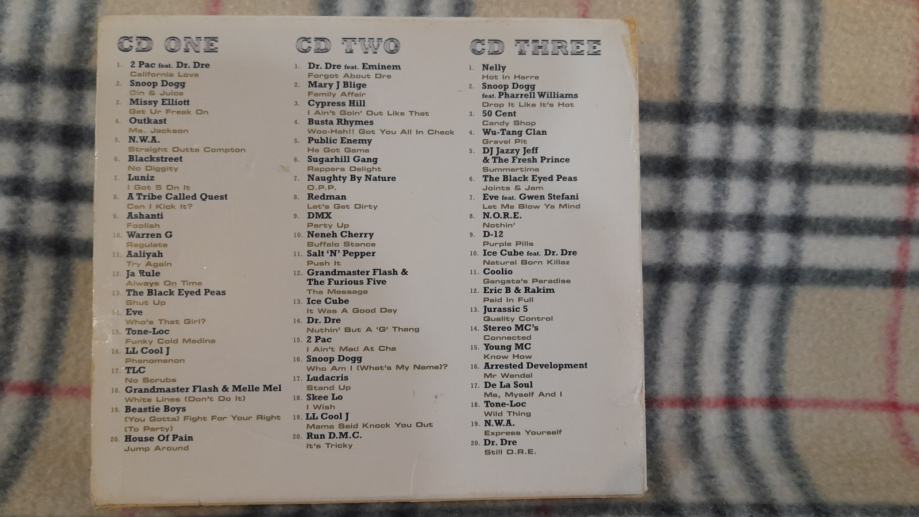 CD ONE
1. 2 Pac feat. Dr. Dre
California Love
2. Snoop Dogg
Gin & Juice
3. Missy Elliott
Get Ur Freak On
4. Outkast
Ms. Jackson
5. N.W.A.
Straight Outta Compton
6. Blackstreet
No Diggity
7. Luniz
I Got 5 On It
8. A Tribe Called Quest
Can I Kick It?
9. Ashanti
Foolish
10. Warren G
Regulate
11. Aaliyah
Try Again
12. Ja Rule
Always On Time
13. The Black Eyed Peas
Shut Up
14. Eve
Who's That Girl?
15. Tone-Loc
Funky Cold Medina
16. LL Cool J
Phenomenon
17. TLC
No Scrubs
18. Grandmaster Flash & Melle Mel
White Lines (Don't Do It)
19. Beastie Boys
(You Gotta) Fight For Your Right
(To Party)
20. House Of Pain
Jump Around
CD TWO
1. Dr. Dre feat. Eminem
Forgot About Dre
2. Mary J Blige
Family Affair
3. Cypress Hill
I Ain't Goin' Out Like That
4. Busta Rhymes
Woo-Hah!! Got You All In Check
5. Public Enemy
He Got Game
6. Sugarhill Gang
Rappers Delight
7. Naughty By Nature
O.P.P.
8. Redman
Let's Get Dirty
9. DMX
Party Up
10. Neneh Cherry
Buffalo Stance
11. Salt 'N' Pepper
Push It
12. Grandmaster Flash &
The Furious Five
The Message
13. Ice Cube
It Was A Good Day
14. Dr. Dre
Nuthin' But A 'G' Thang
15. 2 Pac
I Ain't Mad At Cha
16. Snoop Dogg
Who Am I (What's My Name)?
17. Ludacris
Stand Up
18. Skee Lo
I Wish
19. LL Cool J
Mama Said Knock You Out
20. Run D.M.C.
It's Tricky
CD THREE
1. Nelly
Hot In Herre
2. Snoop Dogg
feat. Pharrell Williams
Drop It Like It's Hot
3. 50 Cent
Candy Shop
4. Wu-Tang Clan
Gravel Pit
5. DJ Jazzy Jeff
& The Fresh Prince
Summertime
6. The Black Eyed Peas
Joints & Jam
7. Eve feat. Gwen Stefani
Let Me Blow Ya Mind
8. N.O.R.E.
Nothin'
9. D-12
Purple Pills
10. Ice Cube feat. Dr. Dre
Natural Born Killaz
11. Coolio
Gangsta's Paradise
12. Eric B & Rakim
Paid In Full
13. Jurassic 5
Quality Control
14. Stereo MC's
Connected
15. Young MC
Know How
16. Arrested Development
Mr Wendal
17. De La Soul
Me, Myself And I
18. Tone-Loc
Wild Thing
19. N.W.A.
Express Yourself
20. Dr. Dre
Still D.R.E.